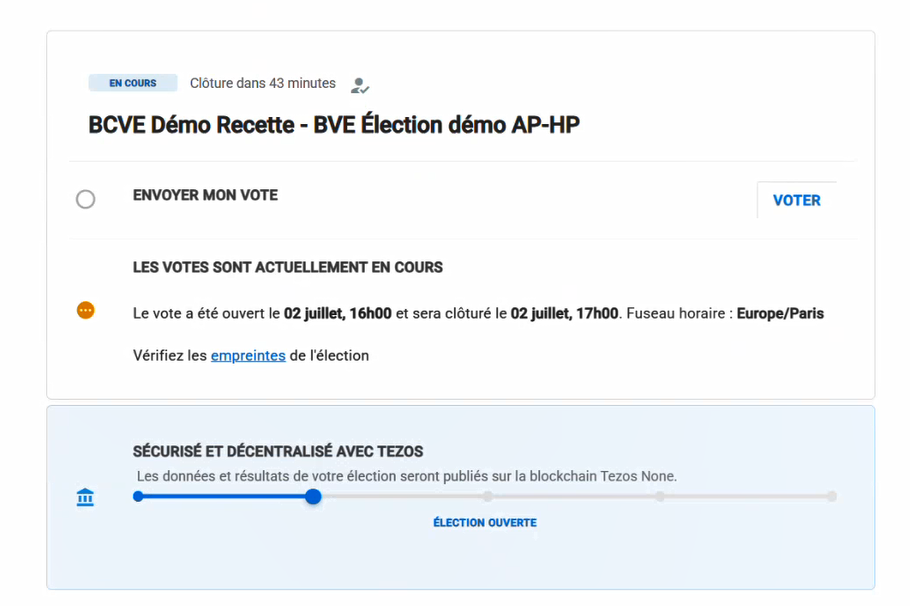 EN COURS Clôture dans 43 minutes
BCVE Démo Recette - BVE Élection démo AP-HP
ENVOYER MON VOTE
VOTER
LES VOTES SONT ACTUELLEMENT EN COURS
Le vote a été ouvert le 02 juillet, 16h00 et sera clôturé le 02 juillet, 17h00. Fuseau horaire : Europe/Paris
Vérifiez les empreintes de l'élection
SÉCURISÉ ET DÉCENTRALISÉ AVEC TEZOS
Les données et résultats de votre élection seront publiés sur la blockchain Tezos None.
ÉLECTION OUVERTE